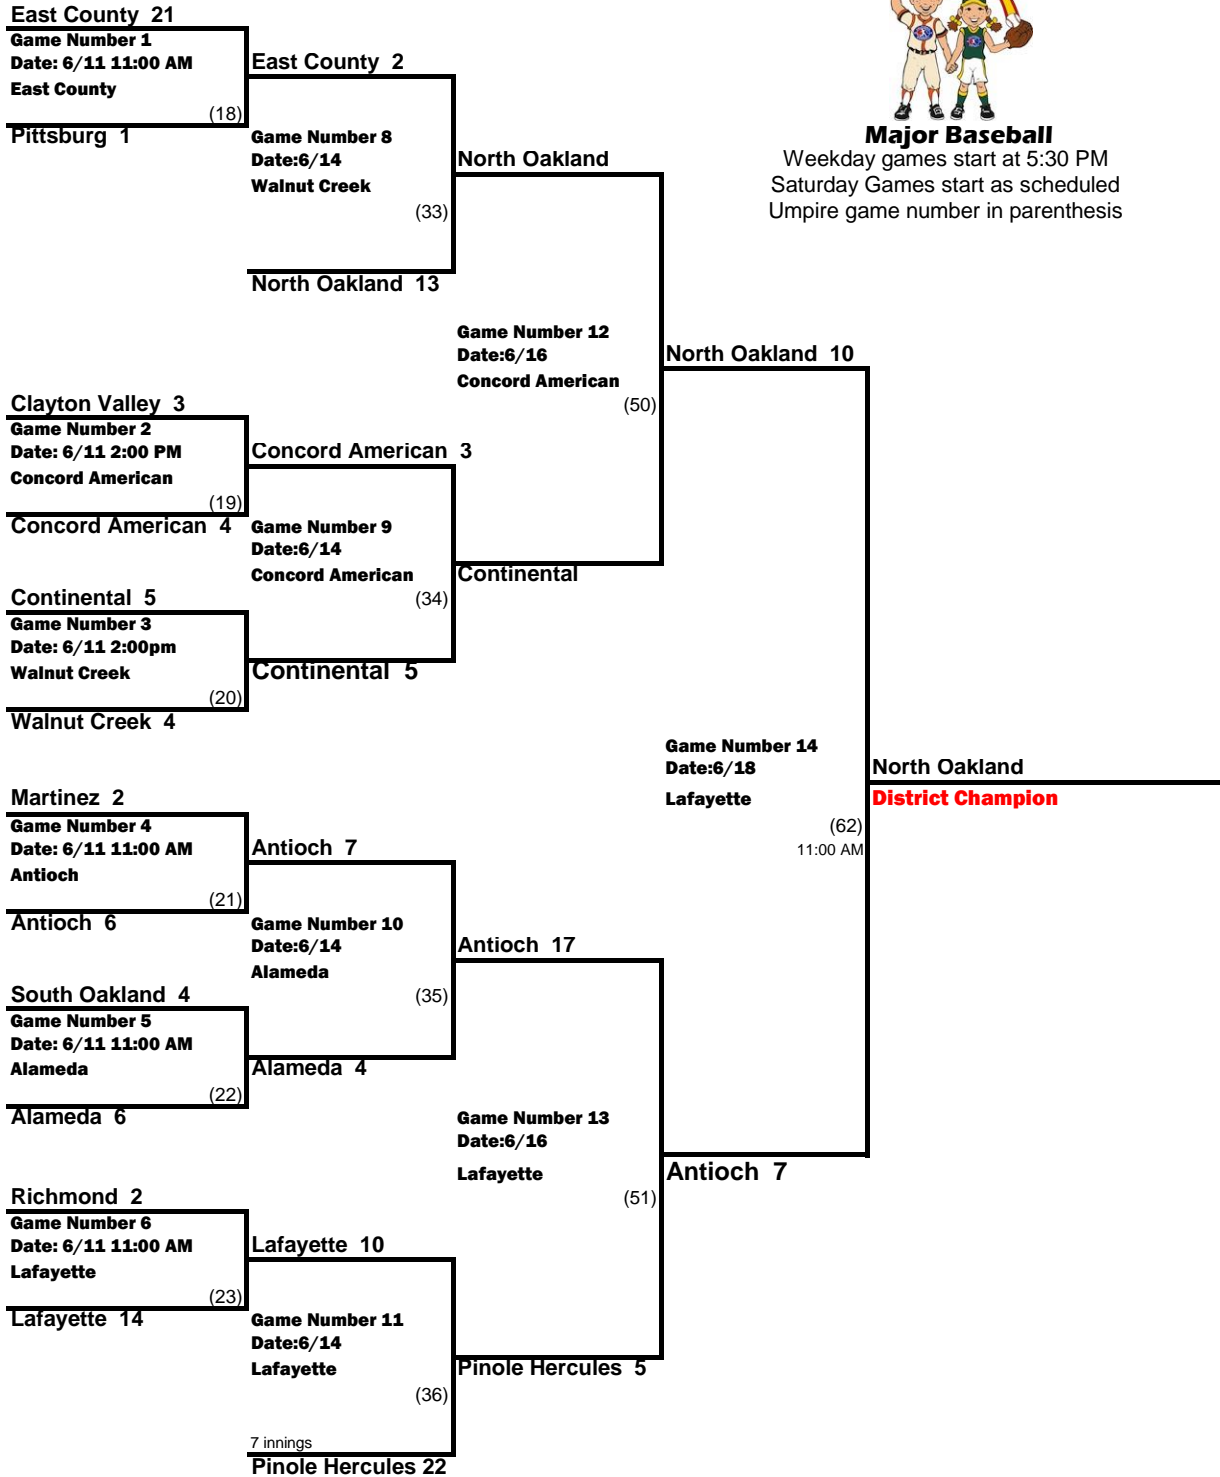 East County 21
Game Number 1
Date: 6/11 11:00 AM
East County
(18)
Pittsburg 1
East County 2
Game Number 8
Date:6/14
Walnut Creek
(33)
North Oakland 13
North Oakland
Major Baseball
Weekday games start at 5:30 PM
Saturday Games start as scheduled
Umpire game number in parenthesis
Game Number 12
Date:6/16
Concord American
(50)
North Oakland 10
Clayton Valley 3
Game Number 2
Date: 6/11 2:00 PM
Concord American
(19)
Concord American 4
Concord American 3
Game Number 9
Date:6/14
Concord American
(34)
Continental
Continental 5
Game Number 3
Date: 6/11 2:00pm
Walnut Creek
(20)
Walnut Creek 4
Continental 5
Game Number 14
Date:6/18
Lafayette
(62)
11:00 AM
North Oakland
District Champion
Martinez 2
Game Number 4
Date: 6/11 11:00 AM
Antioch
(21)
Antioch 6
Antioch 7
Game Number 10
Date:6/14
Alameda
(35)
Antioch 17
South Oakland 4
Game Number 5
Date: 6/11 11:00 AM
Alameda
(22)
Alameda 6
Alameda 4
Game Number 13
Date:6/16
Lafayette
(51)
Antioch 7
Richmond 2
Game Number 6
Date: 6/11 11:00 AM
Lafayette
(23)
Lafayette 14
Lafayette 10
Game Number 11
Date:6/14
Lafayette
(36)
7 innings
Pinole Hercules 22
Pinole Hercules 5